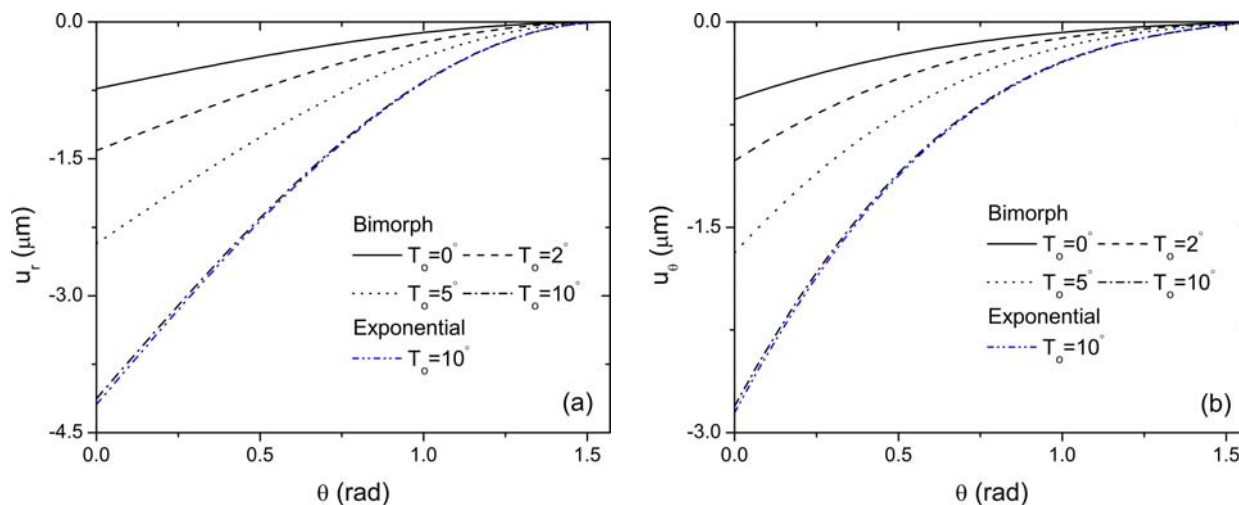 0.0
-1.5
-3.0
-4.5
u_r (μm)
Bimorph
T_o=0° T_o=2°
T_o=5° T_o=10°
Exponential
T_o=10°
(a)
0.0 0.5 1.0 1.5
θ (rad)
0.0
-1.5
-3.0
u_θ (μm)
Bimorph
T_o=0° T_o=2°
T_o=5° T_o=10°
Exponential
T_o=10°
(b)
0.0 0.5 1.0 1.5
θ (rad)